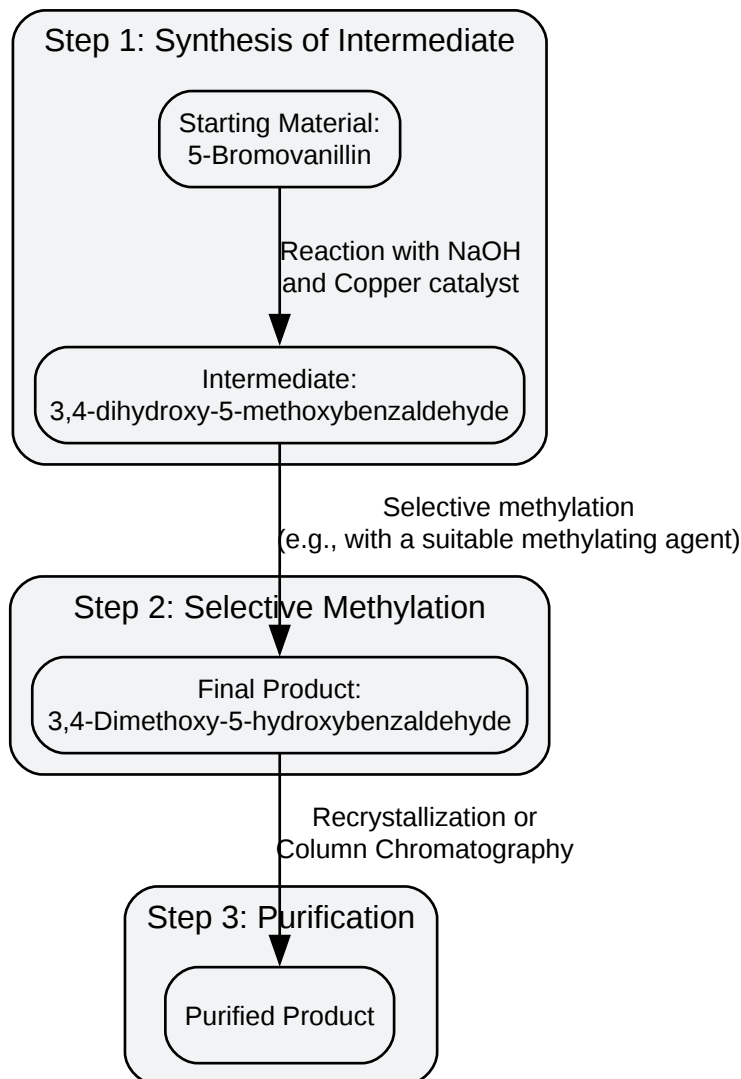 Step 1: Synthesis of Intermediate
Starting Material:
5-Bromovanillin
Reaction with NaOH
and Copper catalyst
Intermediate:
3,4-dihydroxy-5-methoxybenzaldehyde
Selective methylation
(e.g., with a suitable methylating agent)
Step 2: Selective Methylation
Final Product:
3,4-Dimethoxy-5-hydroxybenzaldehyde
Recrystallization or
Column Chromatography
Step 3: Purification
Purified Product